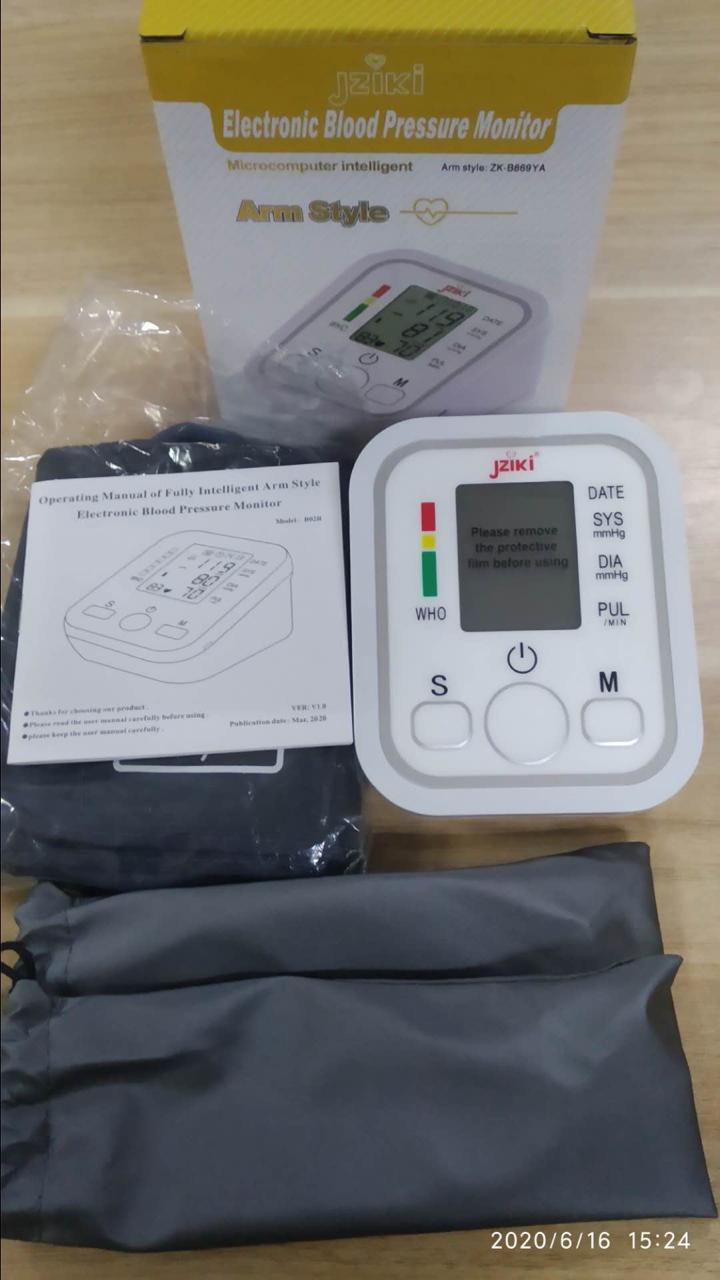 JZIKI
Electronic Blood Pressure Monitor
Microcomputer intelligent
Arm style: ZK-B869YA
Arm Style
JZIKI
119
DATE
SYS
WHO
DIA
PUL
S
M
Operating Manual of Fully Intelligent Arm Style
Electronic Blood Pressure Monitor
Model: B02R
DATE
S
M
●Thanks for choosing our product.
VER: V1.0
●Please read the user manual carefully before using.
Publication date: Mar, 2020
●please keep the user manual carefully.
JZIKI®
DATE
SYS
mmHg
Please remove
the protective
film before using
DIA
mmHg
WHO
PUL
/MIN
S
M
2020/6/16 15:24